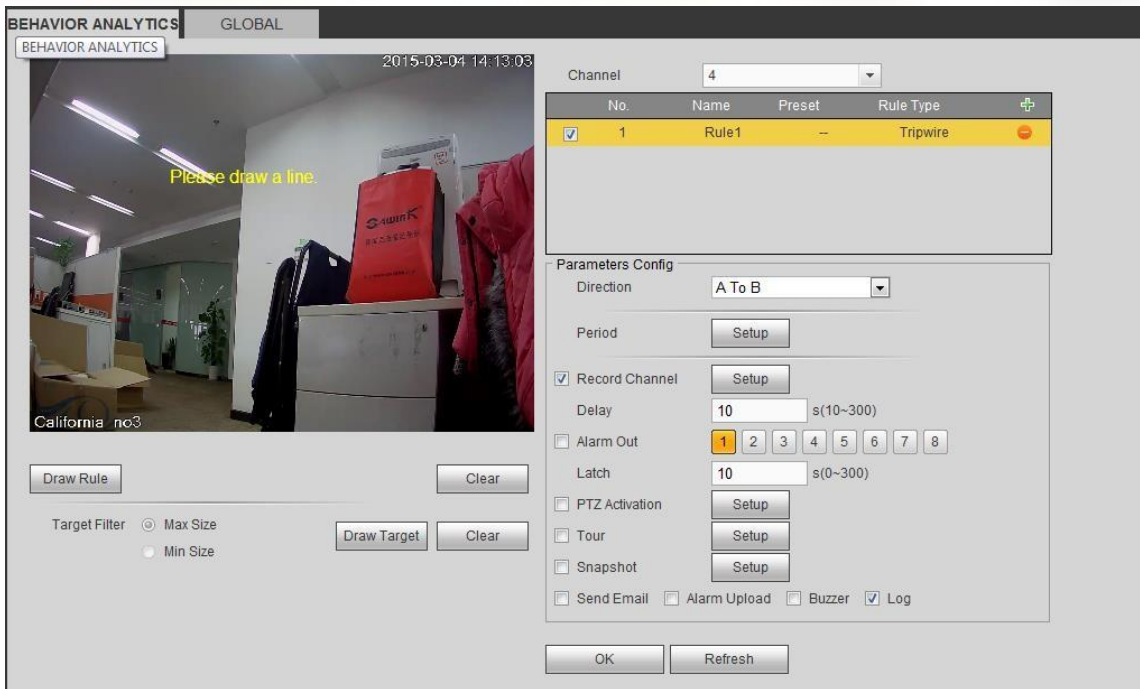 BEHAVIOR ANALYTICS GLOBAL
BEHAVIOR ANALYTICS
2015-03-04 14:13:03
Please draw a line.
California no3
Draw Rule Clear
Target Filter Max Size
Min Size
Draw Target Clear
Channel 4
No. Name Preset Rule Type
1 Rule1 -- Tripwire
Parameters Config
Direction A To B
Period Setup
Record Channel Setup
Delay 10 s(10~300)
Alarm Out 1 2 3 4 5 6 7 8
Latch 10 s(0~300)
PTZ Activation Setup
Tour Setup
Snapshot Setup
Send Email Alarm Upload Buzzer Log
OK Refresh